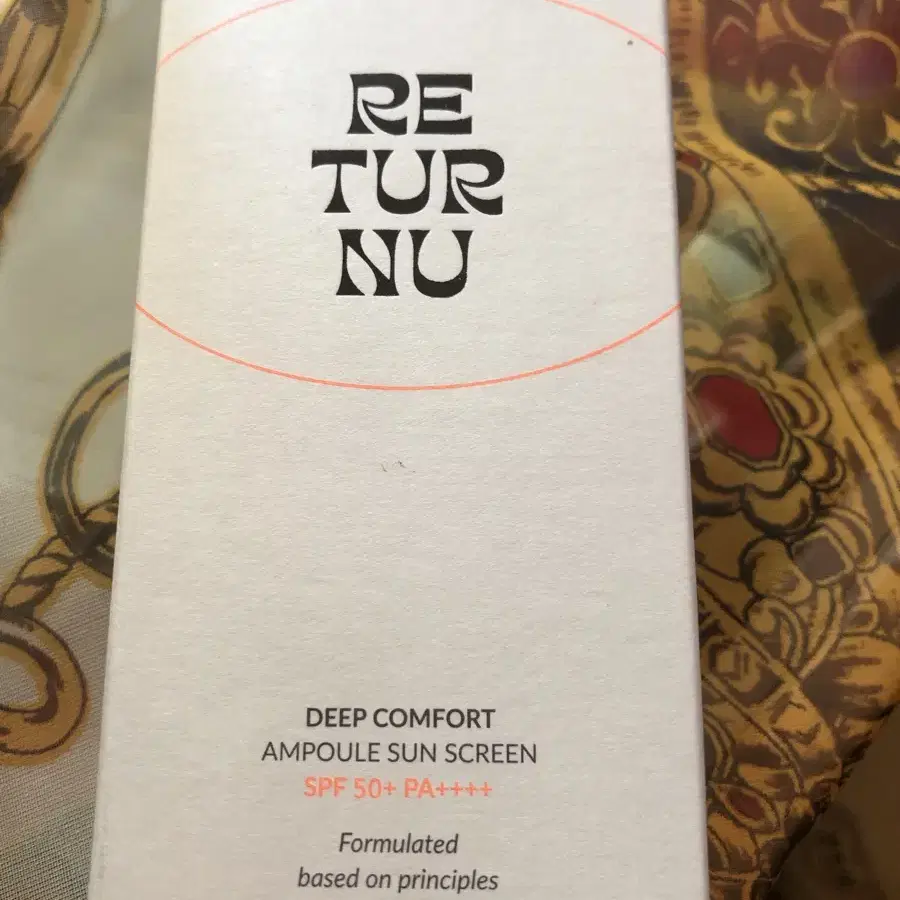 RE
TUR
NU
DEEP COMFORT
AMPOULE SUN SCREEN
SPF 50+ PA++++
Formulated
based on principles